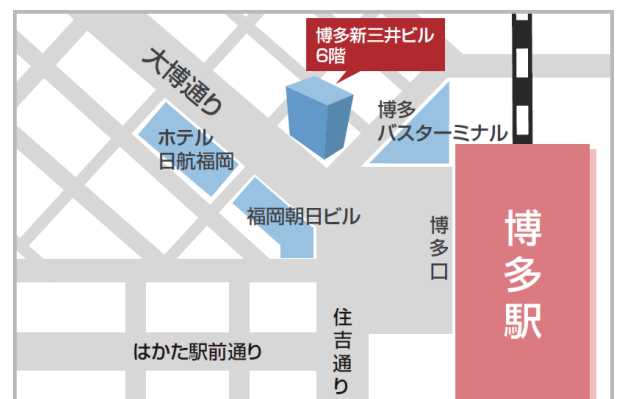 博多新三井ビル
6階
大博通り
博多
バスターミナル
ホテル
日航福岡
福岡朝日ビル
博多口
博多駅
住吉通り
はかた駅前通り